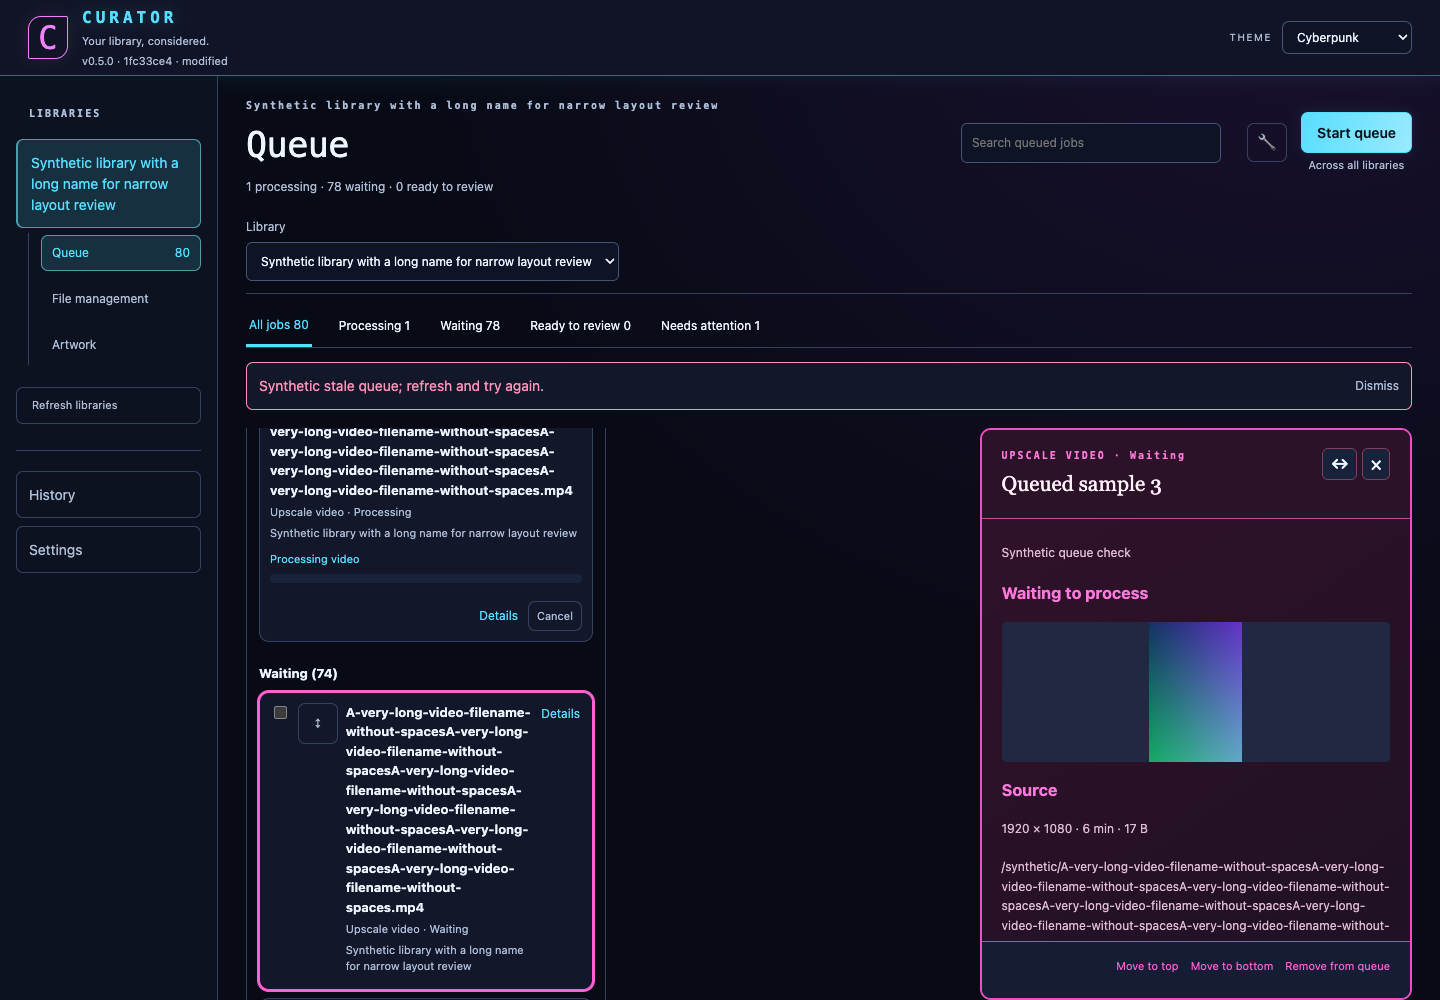 C
CURATOR
Your library, considered.
v0.5.0 · 1fc33ce4 · modified
THEME
Cyberpunk
LIBRARIES
Synthetic library with a
long name for narrow
layout review
Queue 80
File management
Artwork
Refresh libraries
History
Settings
Synthetic library with a long name for narrow layout review
Queue
1 processing · 78 waiting · 0 ready to review
Search queued jobs
Start queue
Across all libraries
Library
Synthetic library with a long name for narrow layout review
All jobs 80
Processing 1
Waiting 78
Ready to review 0
Needs attention 1
Synthetic stale queue; refresh and try again.
Dismiss
very-long-video-filename-without-spacesA-
very-long-video-filename-without-spacesA-
very-long-video-filename-without-spacesA-
very-long-video-filename-without-spaces.mp4
Upscale video · Processing
Synthetic library with a long name for narrow layout review
Processing video
Details
Cancel
Waiting (74)
A-very-long-video-filename-
without-spacesA-very-long-
video-filename-without-
spacesA-very-long-video-
filename-without-spacesA-
very-long-video-filename-
without-spacesA-very-long-
video-filename-without-
spacesA-very-long-video-
filename-without-
spaces.mp4
Details
Upscale video · Waiting
Synthetic library with a long name
for narrow layout review
UPSCALE VIDEO · Waiting
Queued sample 3
Synthetic queue check
Waiting to process
Source
1920 × 1080 · 6 min · 17 B
/synthetic/A-very-long-video-filename-without-spacesA-very-long-
video-filename-without-spacesA-very-long-video-filename-without-
spacesA-very-long-video-filename-without-spacesA-very-long-
video-filename-without-spacesA-very-long-video-filename-without-
Move to top
Move to bottom
Remove from queue